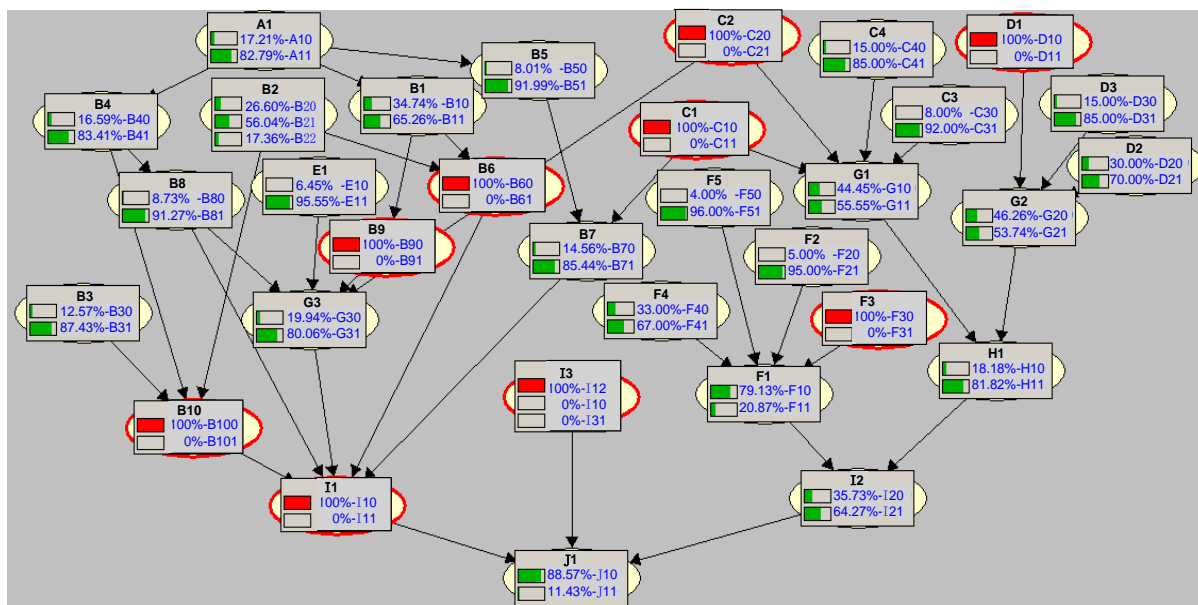 A1
17.21%-A10
82.79%-A11
B5
8.01% -B50
91.99%-B51
C2
100%-C20
0%-C21
C4
15.00%-C40
85.00%-C41
D1
100%-D10
0%-D11
B4
16.59%-B40
83.41%-B41
B2
26.60%-B20
56.04%-B21
17.36%-B22
B1
34.74%-B10
65.26%-B11
C1
100%-C10
0%-C11
C3
8.00% -C30
92.00%-C31
D3
15.00%-D30
85.00%-D31
D2
30.00%-D20
70.00%-D21
B8
8.73% -B80
91.27%-B81
E1
6.45% -E10
95.55%-E11
B6
100%-B60
0%-B61
F5
4.00% -F50
96.00%-F51
G1
44.45%-G10
55.55%-G11
G2
46.26%-G20
53.74%-G21
B9
100%-B90
0%-B91
B7
14.56%-B70
85.44%-B71
F2
5.00% -F20
95.00%-F21
B3
12.57%-B30
87.43%-B31
G3
19.94%-G30
80.06%-G31
F4
33.00%-F40
67.00%-F41
F3
100%-F30
0%-F31
H1
18.18%-H10
81.82%-H11
I3
100%-I12
0%-I10
0%-I31
F1
79.13%-F10
20.87%-F11
B10
100%-B100
0%-B101
I1
100%-I10
0%-I11
I2
35.73%-I20
64.27%-I21
J1
88.57%-J10
11.43%-J11